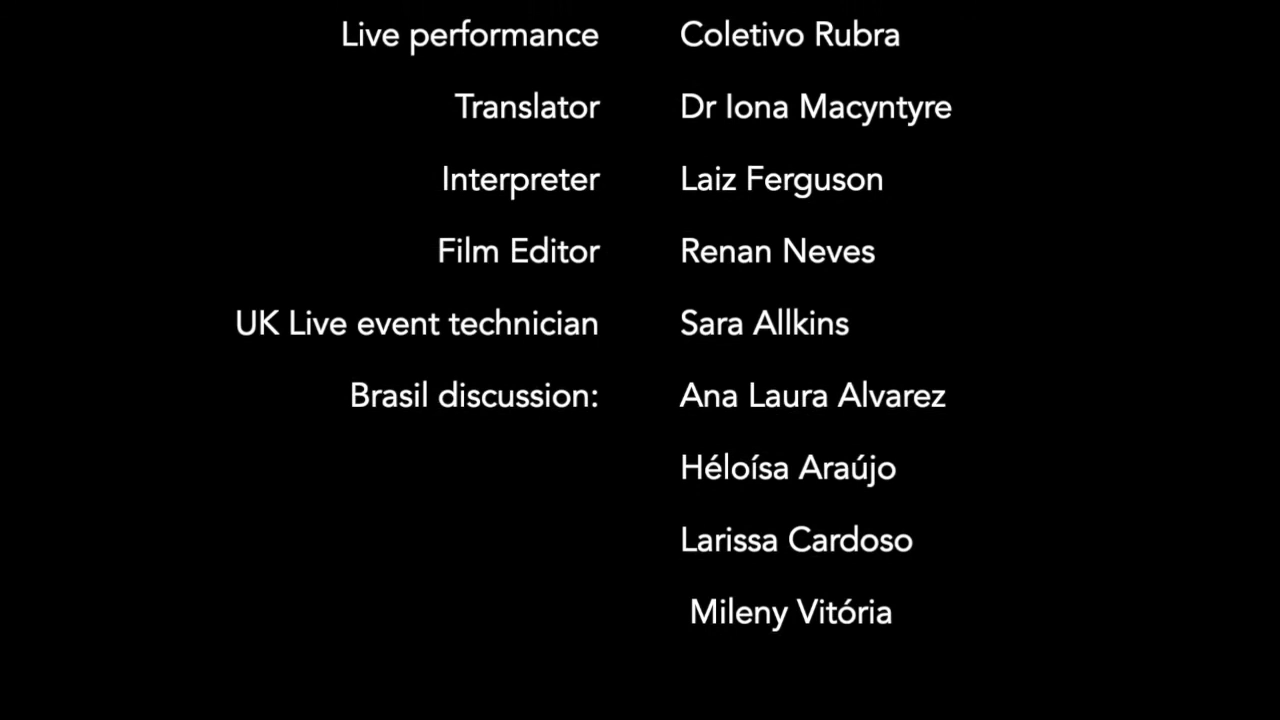 Live performance Coletivo Rubra
Translator Dr Iona Macyntyre
Interpreter Laiz Ferguson
Film Editor Renan Neves
UK Live event technician Sara Allkins
Brasil discussion: Ana Laura Alvarez
Héloísa Araújo
Larissa Cardoso
Mileny Vitória